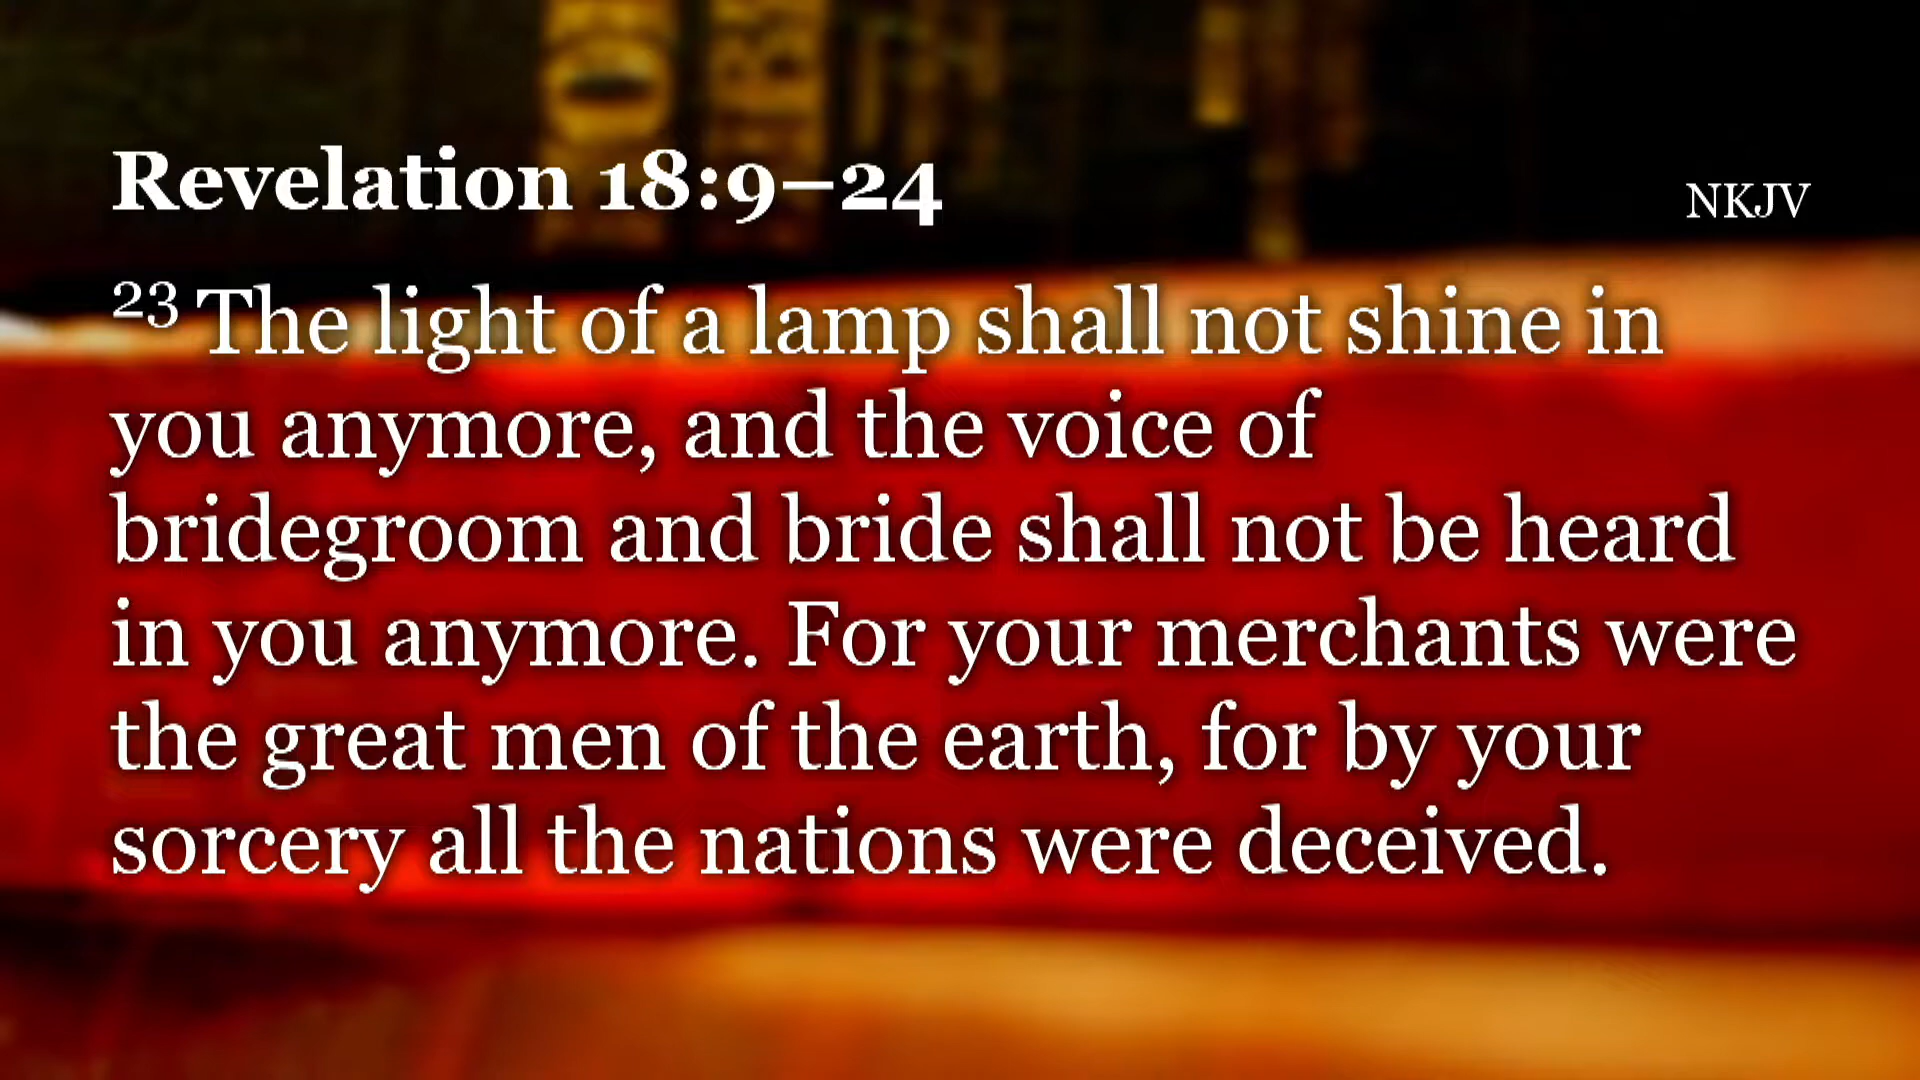 Revelation 18:9–24
NKJV
23 The light of a lamp shall not shine in
you anymore, and the voice of
bridegroom and bride shall not be heard
in you anymore. For your merchants were
the great men of the earth, for by your
sorcery all the nations were deceived.